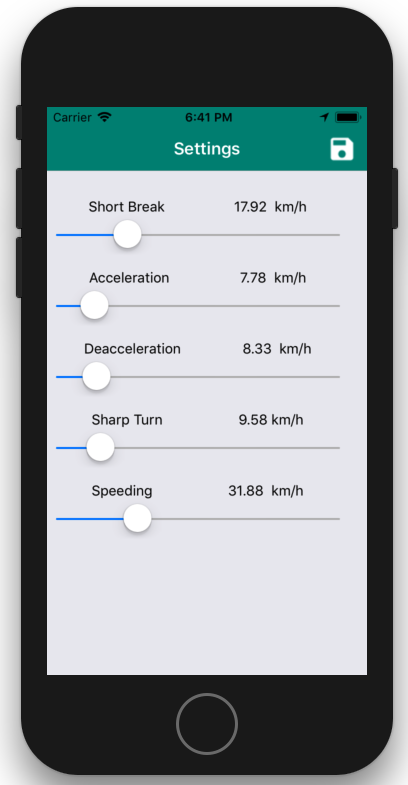 Carrier 6:41 PM
Settings
Short Break 17.92 km/h
Acceleration 7.78 km/h
Deacceleration 8.33 km/h
Sharp Turn 9.58 km/h
Speeding 31.88 km/h